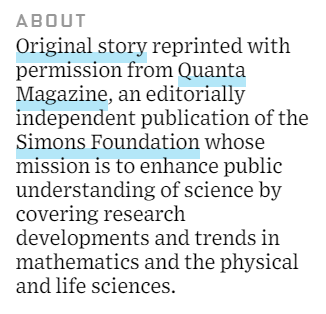 ABOUT
Original story reprinted with
permission from Quanta
Magazine, an editorially
independent publication of the
Simons Foundation whose
mission is to enhance public
understanding of science by
covering research
developments and trends in
mathematics and the physical
and life sciences.